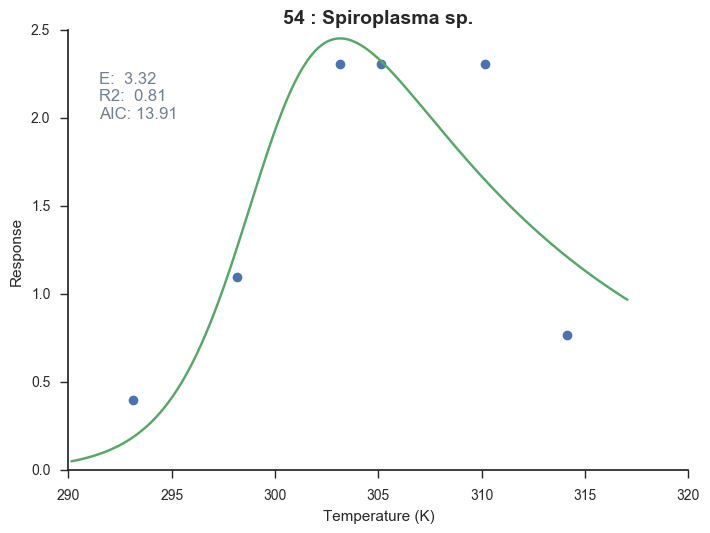 54 : Spiroplasma sp.
E: 3.32
R2: 0.81
AIC: 13.91
Response
2.5
2.0
1.5
1.0
0.5
0.0
290 295 300 305 310 315 320
Temperature (K)